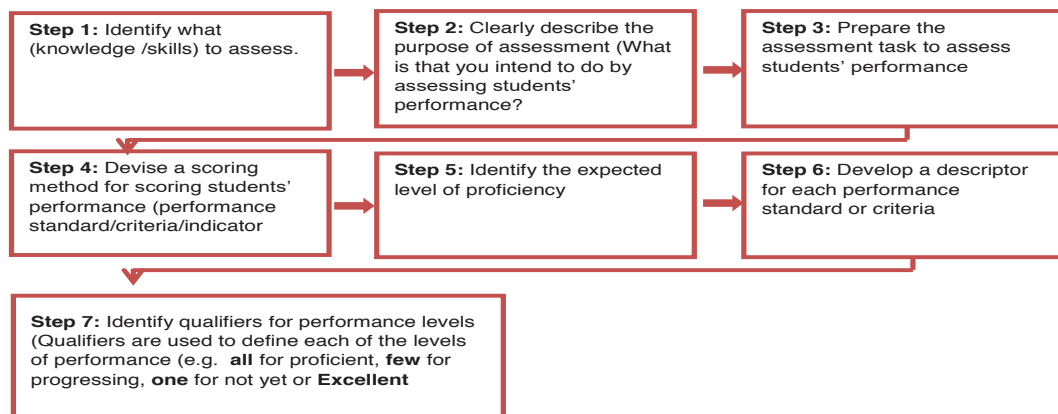 Step 1: Identify what
(knowledge /skills) to assess.
Step 2: Clearly describe the
purpose of assessment (What
is that you intend to do by
assessing students’
performance?
Step 3: Prepare the
assessment task to assess
students’ performance
Step 4: Devise a scoring
method for scoring students’
performance (performance
standard/criteria/indicator
Step 5: Identify the expected
level of proficiency
Step 6: Develop a descriptor
for each performance
standard or criteria
Step 7: Identify qualifiers for performance levels
(Qualifiers are used to define each of the levels
of performance (e.g. all for proficient, few for
progressing, one for not yet or Excellent